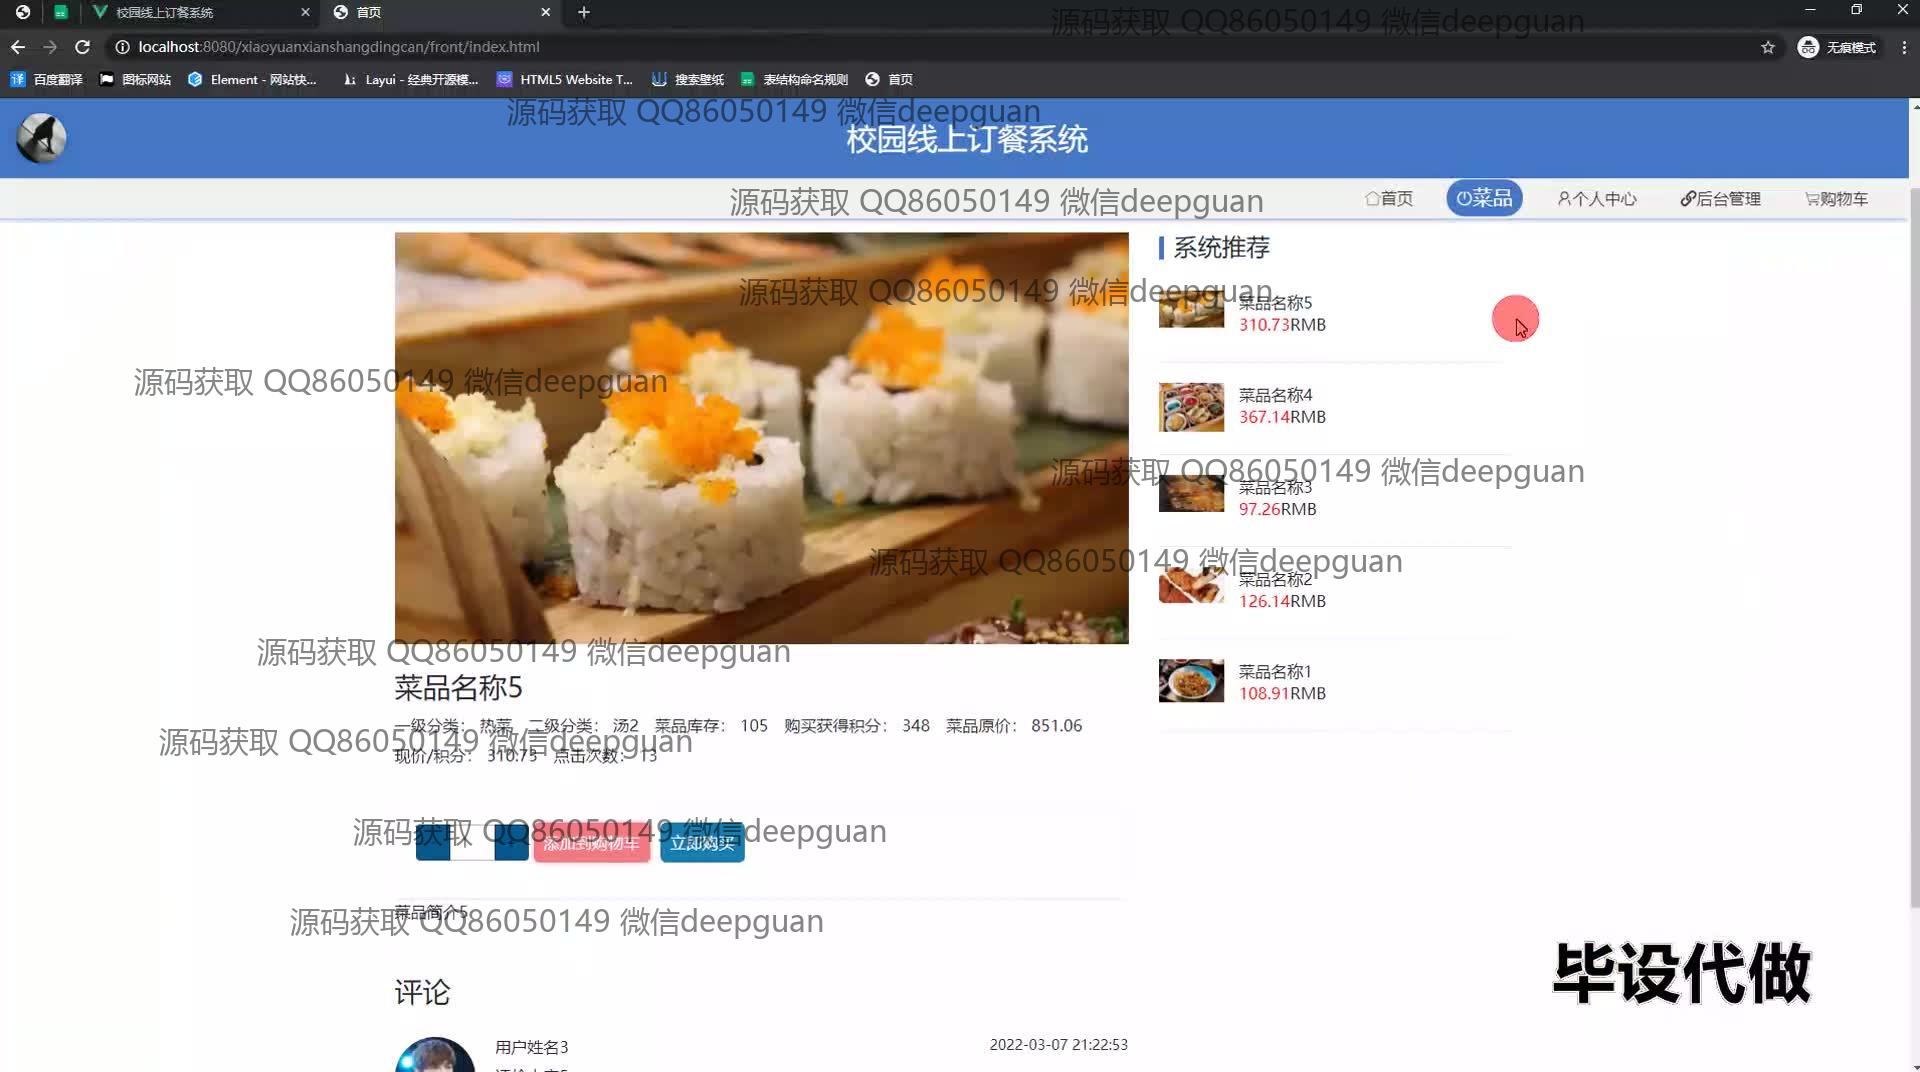 校园线上订餐系统
首页
源码获取 QQ86050149 微信deepguan
localhost:8080/xiaoyuanxianshangdingcan/front/index.html
无痕模式
百度翻译
图标网站
Element - 网站快...
Layui - 经典开源模...
HTML5 Website T...
搜索壁纸
表结构命名规则
首页
源码获取 QQ86050149 微信deepguan
校园线上订餐系统
源码获取 QQ86050149 微信deepguan
首页
菜品
个人中心
后台管理
购物车
系统推荐
源码获取 QQ86050149 微信deepguan
菜品名称5
310.73RMB
源码获取 QQ86050149 微信deepguan
菜品名称4
367.14RMB
源码获取 QQ86050149 微信deepguan
菜品名称3
97.26RMB
源码获取 QQ86050149 微信deepguan
菜品名称2
126.14RMB
源码获取 QQ86050149 微信deepguan
菜品名称1
108.91RMB
菜品名称5
一级分类： 热菜 二级分类： 汤2 菜品库存： 105 购买获得积分： 348 菜品原价： 851.06
源码获取 QQ86050149 微信deepguan
现价/积分： 310.73 点击次数： 13
源码获取 QQ86050149 微信deepguan
添加到购物车
立即购买
菜品简介5
源码获取 QQ86050149 微信deepguan
毕设代做
评论
用户姓名3
2022-03-07 21:22:53